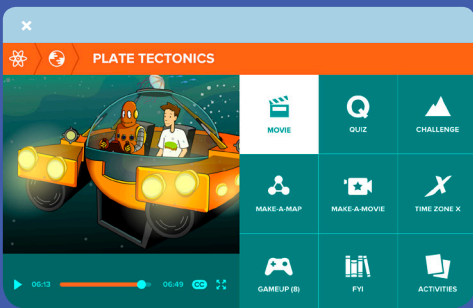 PLATE TECTONICS
MOVIE
QUIZ
CHALLENGE
MAKE-A-MAP
MAKE-A-MOVIE
TIME ZONE X
GAMEUP (8)
FYI
ACTIVITIES
06:13
06:49
CC